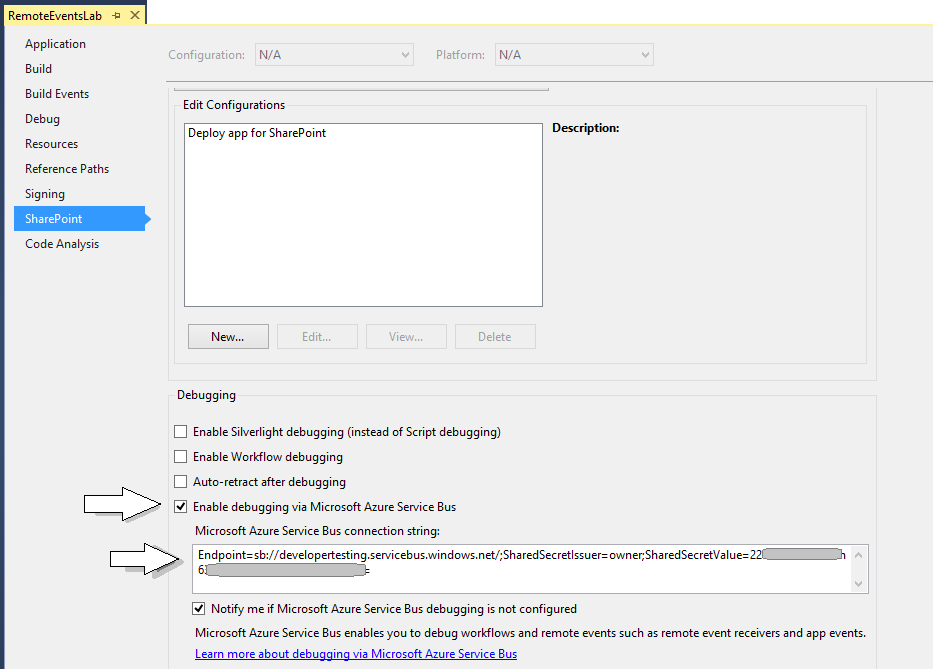 RemoteEventsLab
Application
Build
Build Events
Debug
Resources
Reference Paths
Signing
SharePoint
Code Analysis
Configuration: N/A Platform: N/A
Edit Configurations
Deploy app for SharePoint
Description:
New... Edit... View... Delete
Debugging
Enable Silverlight debugging (instead of Script debugging)
Enable Workflow debugging
Auto-retract after debugging
Enable debugging via Microsoft Azure Service Bus
Microsoft Azure Service Bus connection string:
Endpoint=sb://developertesting.servicebus.windows.net/;SharedSecretIssuer=owner;SharedSecretValue=22 h
6 =
Notify me if Microsoft Azure Service Bus debugging is not configured
Microsoft Azure Service Bus enables you to debug workflows and remote events such as remote event receivers and app events.
Learn more about debugging via Microsoft Azure Service Bus